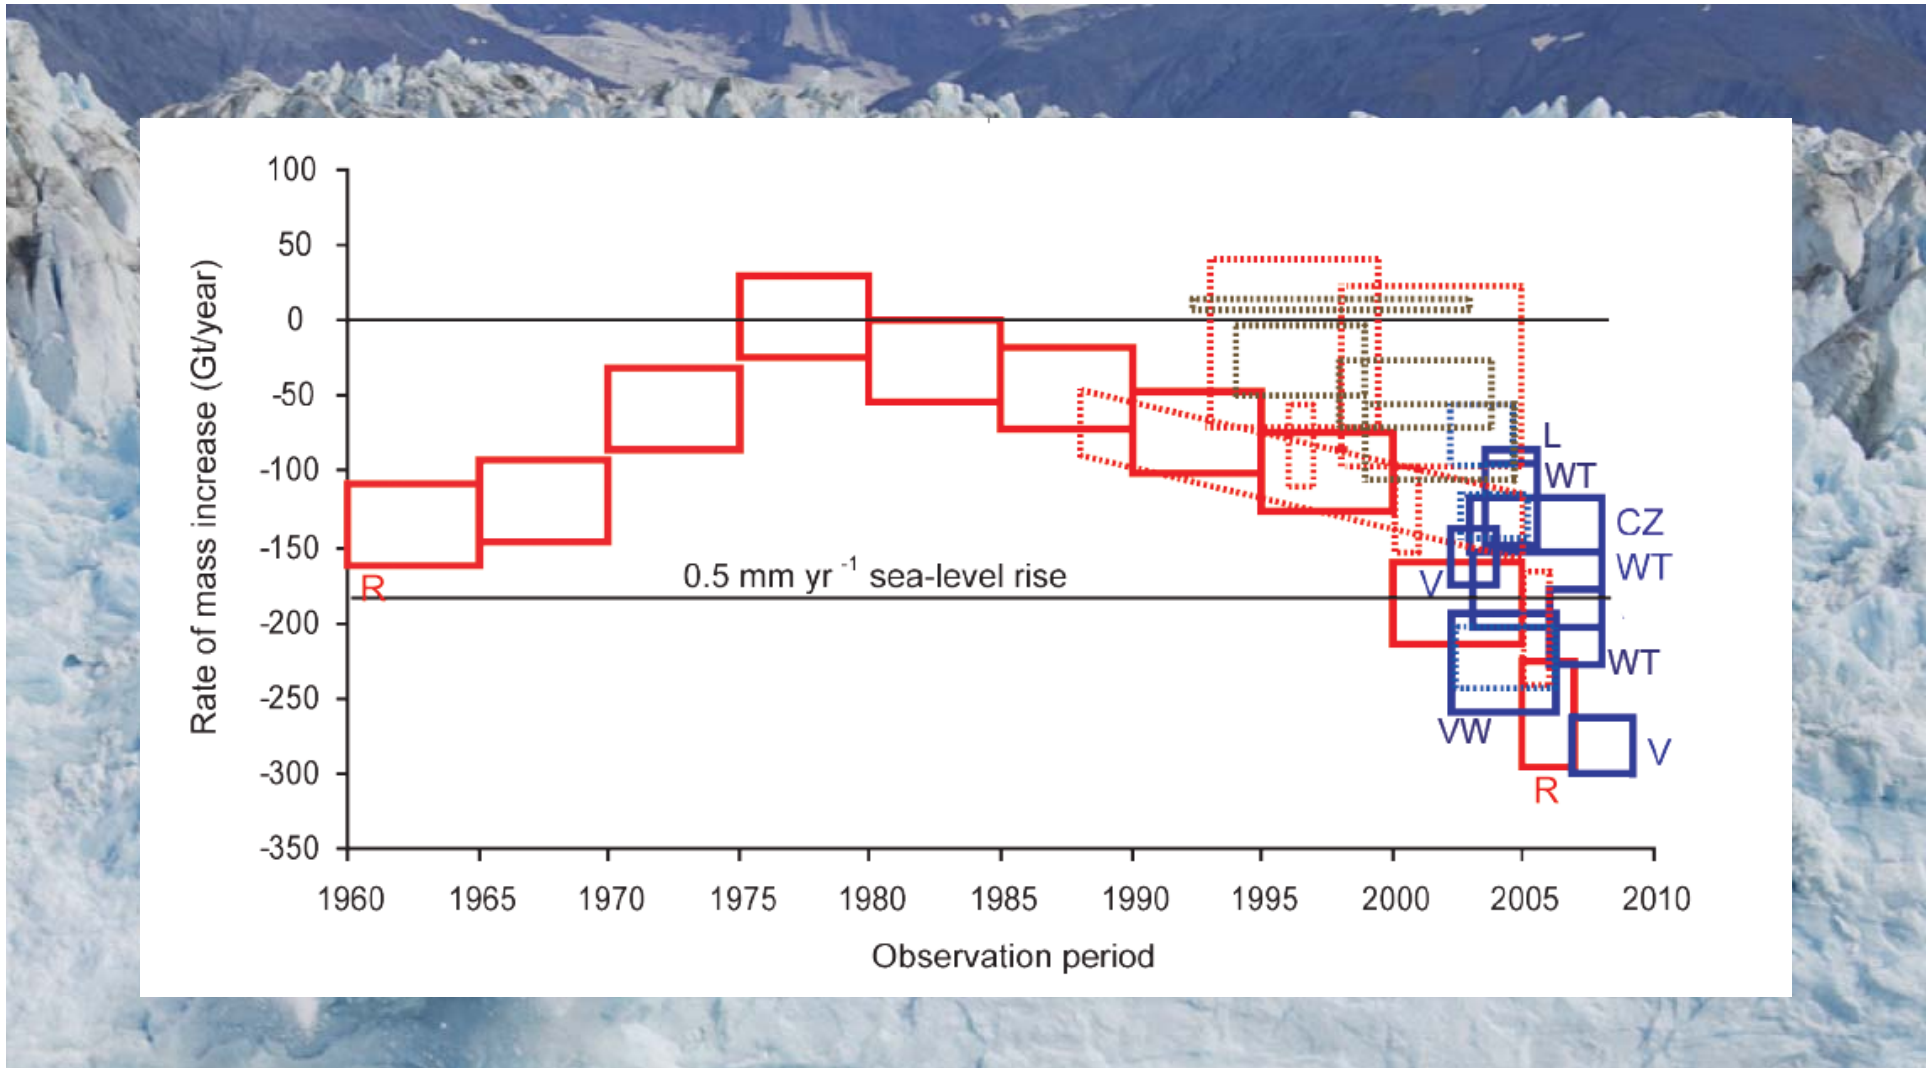 100
50
0
-50
-100
-150
-200
-250
-300
-350
Rate of mass increase (Gt/year)
0.5 mm yr -1 sea-level rise
R
L
WT
CZ
WT
V
WT
VW
V
R
1960 1965 1970 1975 1980 1985 1990 1995 2000 2005 2010
Observation period